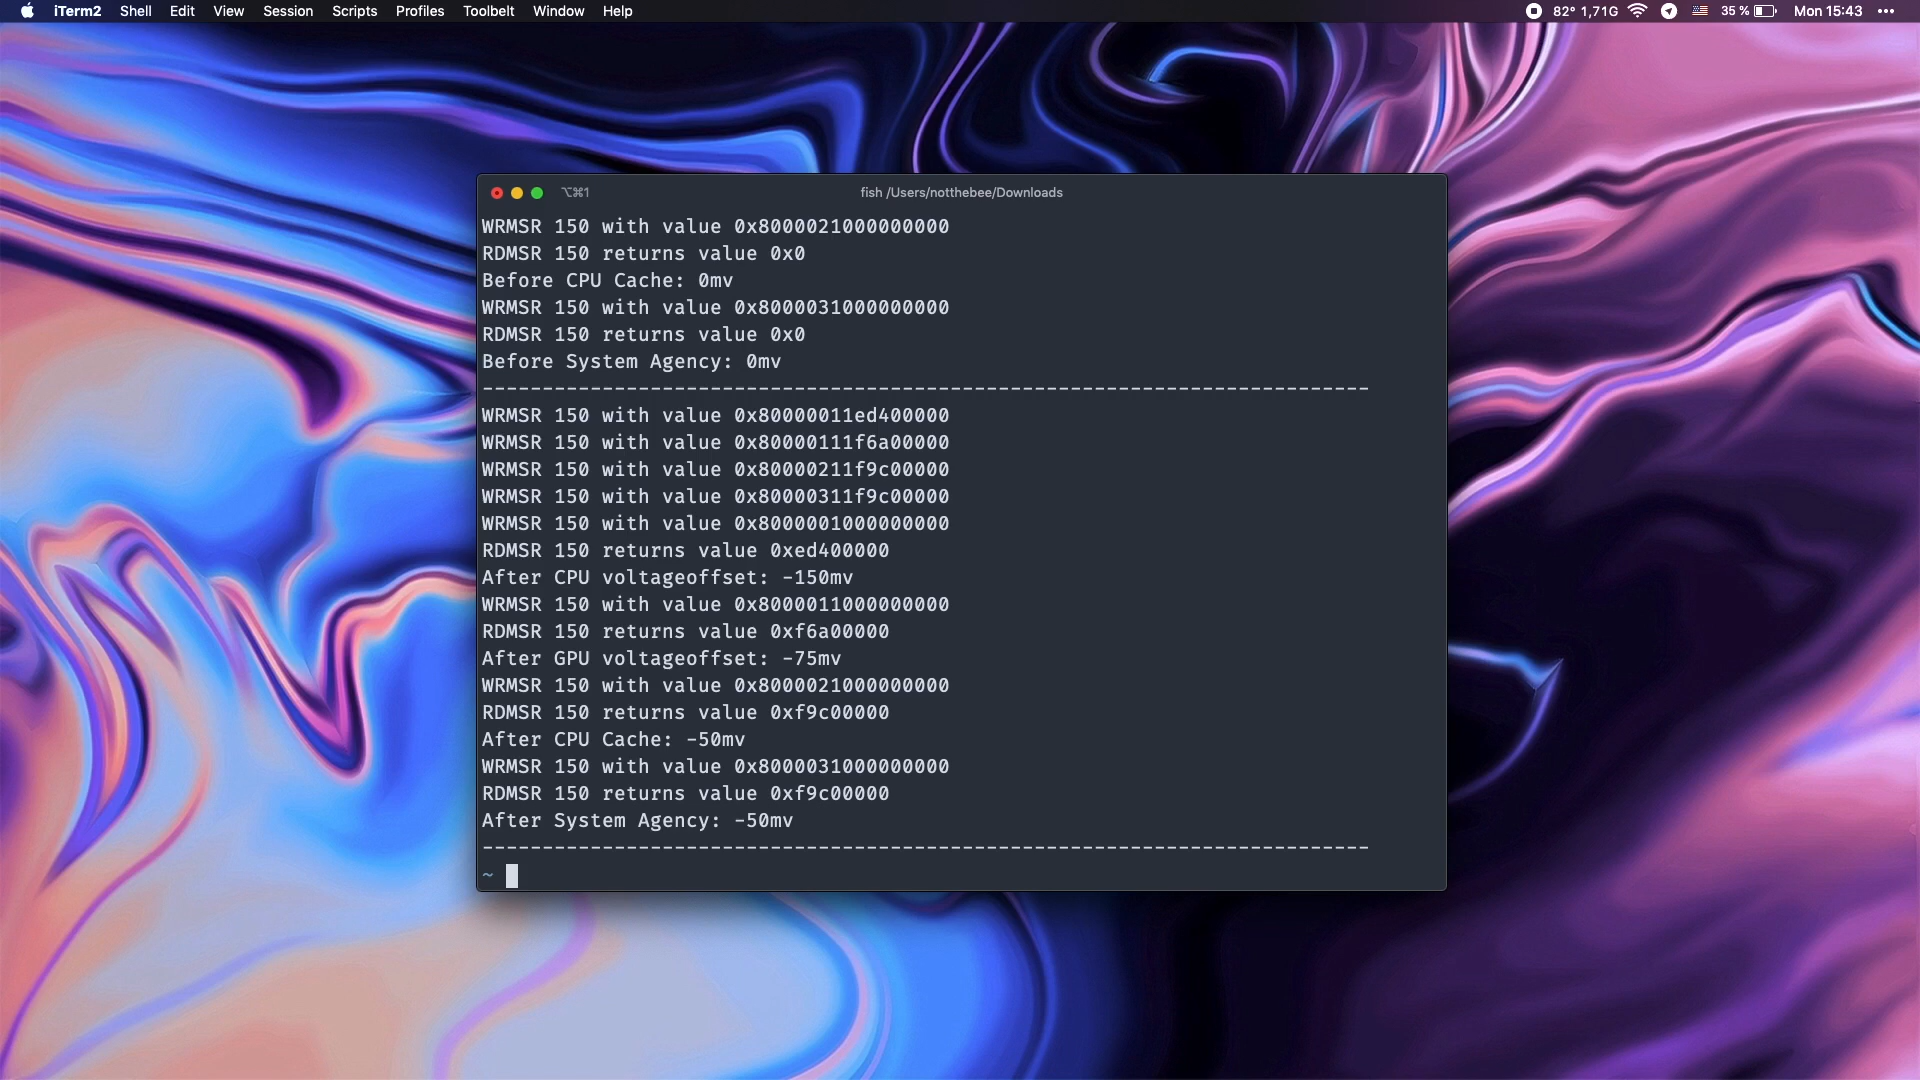 iTerm2 Shell Edit View Session Scripts Profiles Toolbelt Window Help 82° 1,71G 35 % Mon 15:43
⌥⌘1 fish /Users/notthebee/Downloads
WRMSR 150 with value 0x8000021000000000
RDMSR 150 returns value 0x0
Before CPU Cache: 0mv
WRMSR 150 with value 0x8000031000000000
RDMSR 150 returns value 0x0
Before System Agency: 0mv
--------------------------------------------------------------------------
WRMSR 150 with value 0x80000011ed400000
WRMSR 150 with value 0x80000111f6a00000
WRMSR 150 with value 0x80000211f9c00000
WRMSR 150 with value 0x80000311f9c00000
WRMSR 150 with value 0x8000001000000000
RDMSR 150 returns value 0xed400000
After CPU voltageoffset: -150mv
WRMSR 150 with value 0x8000011000000000
RDMSR 150 returns value 0xf6a00000
After GPU voltageoffset: -75mv
WRMSR 150 with value 0x8000021000000000
RDMSR 150 returns value 0xf9c00000
After CPU Cache: -50mv
WRMSR 150 with value 0x8000031000000000
RDMSR 150 returns value 0xf9c00000
After System Agency: -50mv
--------------------------------------------------------------------------
~